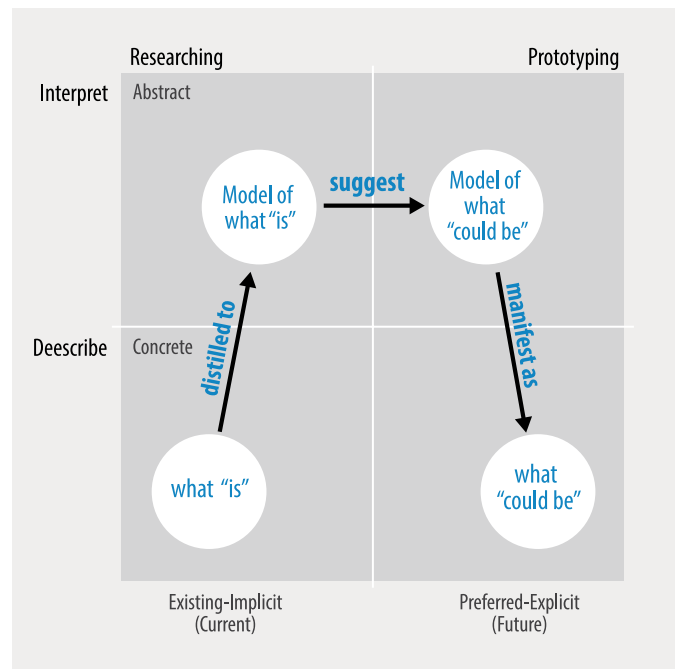 Researching
Prototyping
Interpret
Abstract
Model of
what "is"
suggest
Model of
what
"could be"
distilled to
manifest as
Deescribe
Concrete
what "is"
what
"could be"
Existing-Implicit
(Current)
Preferred-Explicit
(Future)